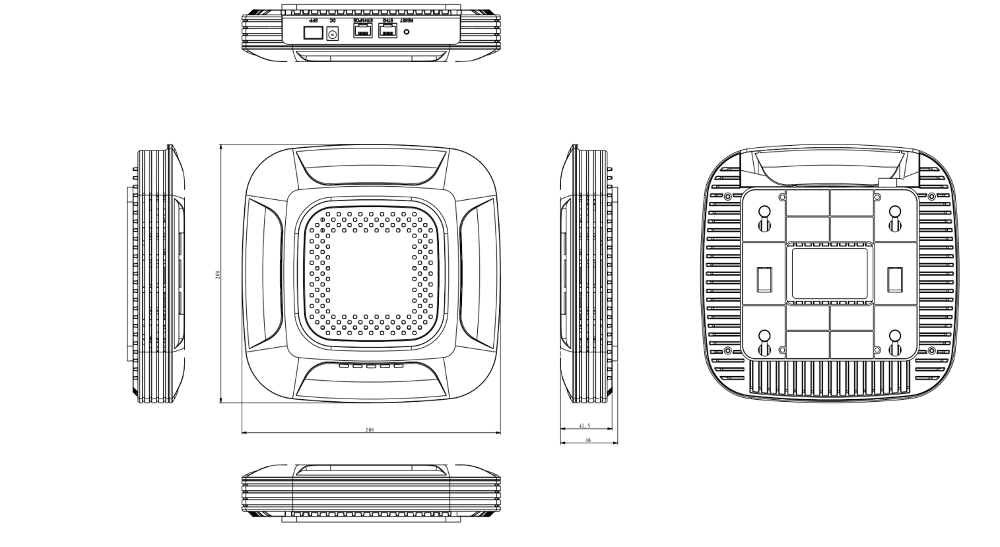 SFP DC ETH1/POE ETH2 RESET
208
208
41,5
46